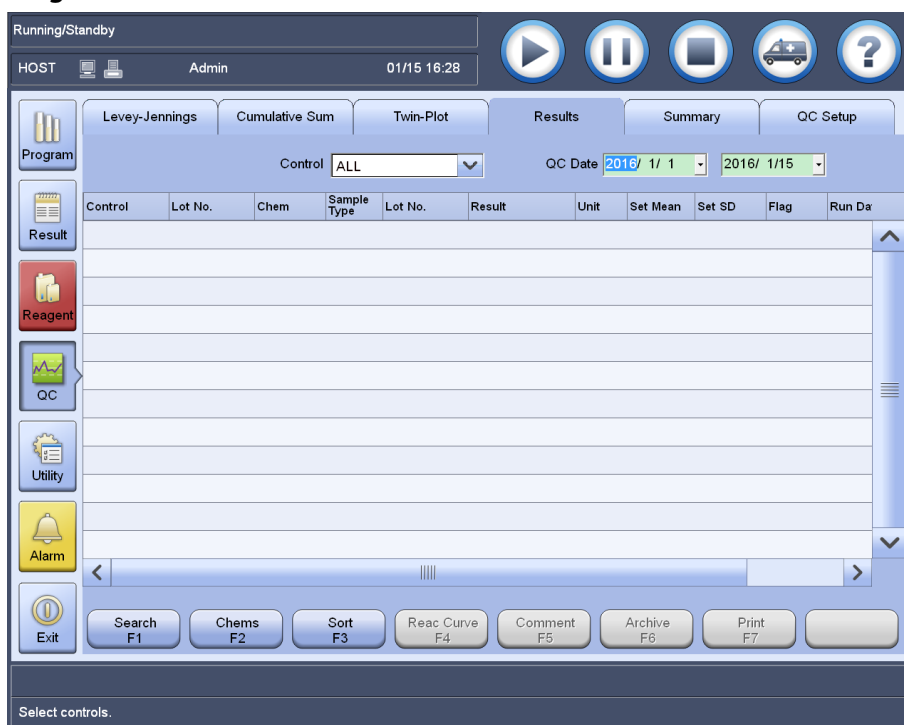 Running/Standby
HOST Admin 01/15 16:28
Levey-Jennings Cumulative Sum Twin-Plot Results Summary QC Setup
Control ALL QC Date 2016/ 1/ 1 2016/ 1/15
Control Lot No. Chem Sample Type Lot No. Result Unit Set Mean Set SD Flag Run Da
Program
Result
Reagent
QC
Utility
Alarm
Exit
Search F1 Chems F2 Sort F3 Reac Curve F4 Comment F5 Archive F6 Print F7
Select controls.